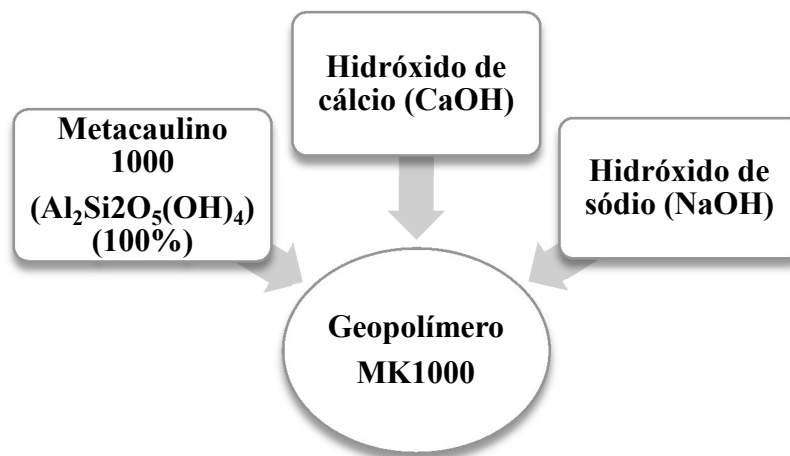 Metacaulino
1000
(Al₂Si2O₅(OH)₄)
(100%)
Hidróxido de
cálcio (CaOH)
Hidróxido de
sódio (NaOH)
Geopolímero
MK1000